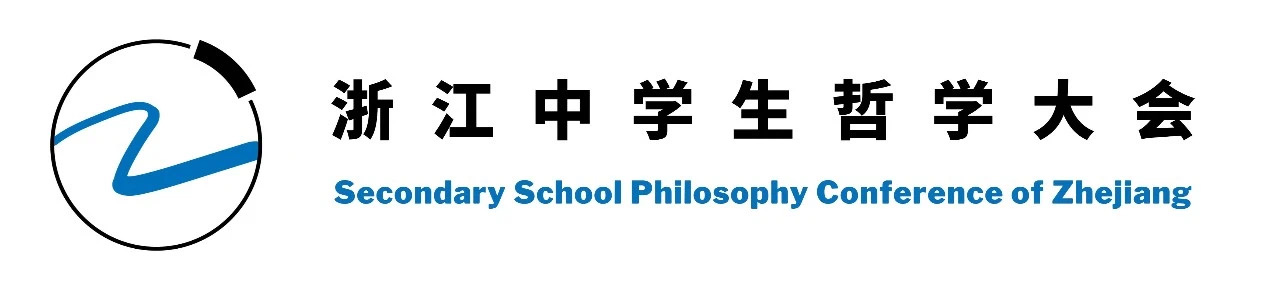 浙江中学生哲学大会
Secondary School Philosophy Conference of Zhejiang